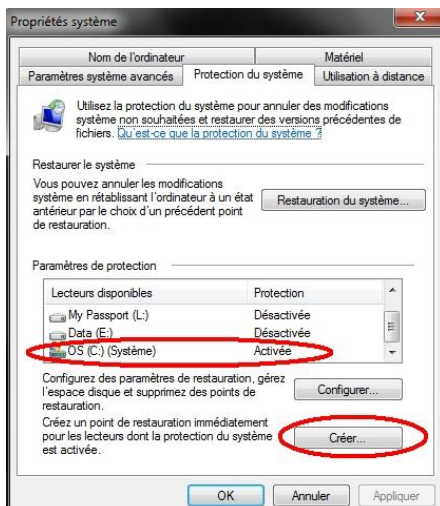 Propriétés système
Nom de l'ordinateur
Matériel
Paramètres système avancés
Protection du système
Utilisation à distance
Utilisez la protection du système pour annuler des modifications
système non souhaitées et restaurer des versions précédentes de
fichiers. Qu'est-ce que la protection du système ?
Restaurer le système
Vous pouvez annuler les modifications
système en rétablissant l'ordinateur à un état
antérieur par le choix d'un précédent point
de restauration.
Restauration du système...
Paramètres de protection
Lecteurs disponibles Protection
My Passport (L:) Désactivée
Data (E:) Désactivée
OS (C:) (Système) Activée
Configurez des paramètres de restauration, gérez
l'espace disque et supprimez des points de
restauration.
Configurer...
Créez un point de restauration immédiatement
pour les lecteurs dont la protection du système
est activée.
Créer...
OK Annuler Appliquer